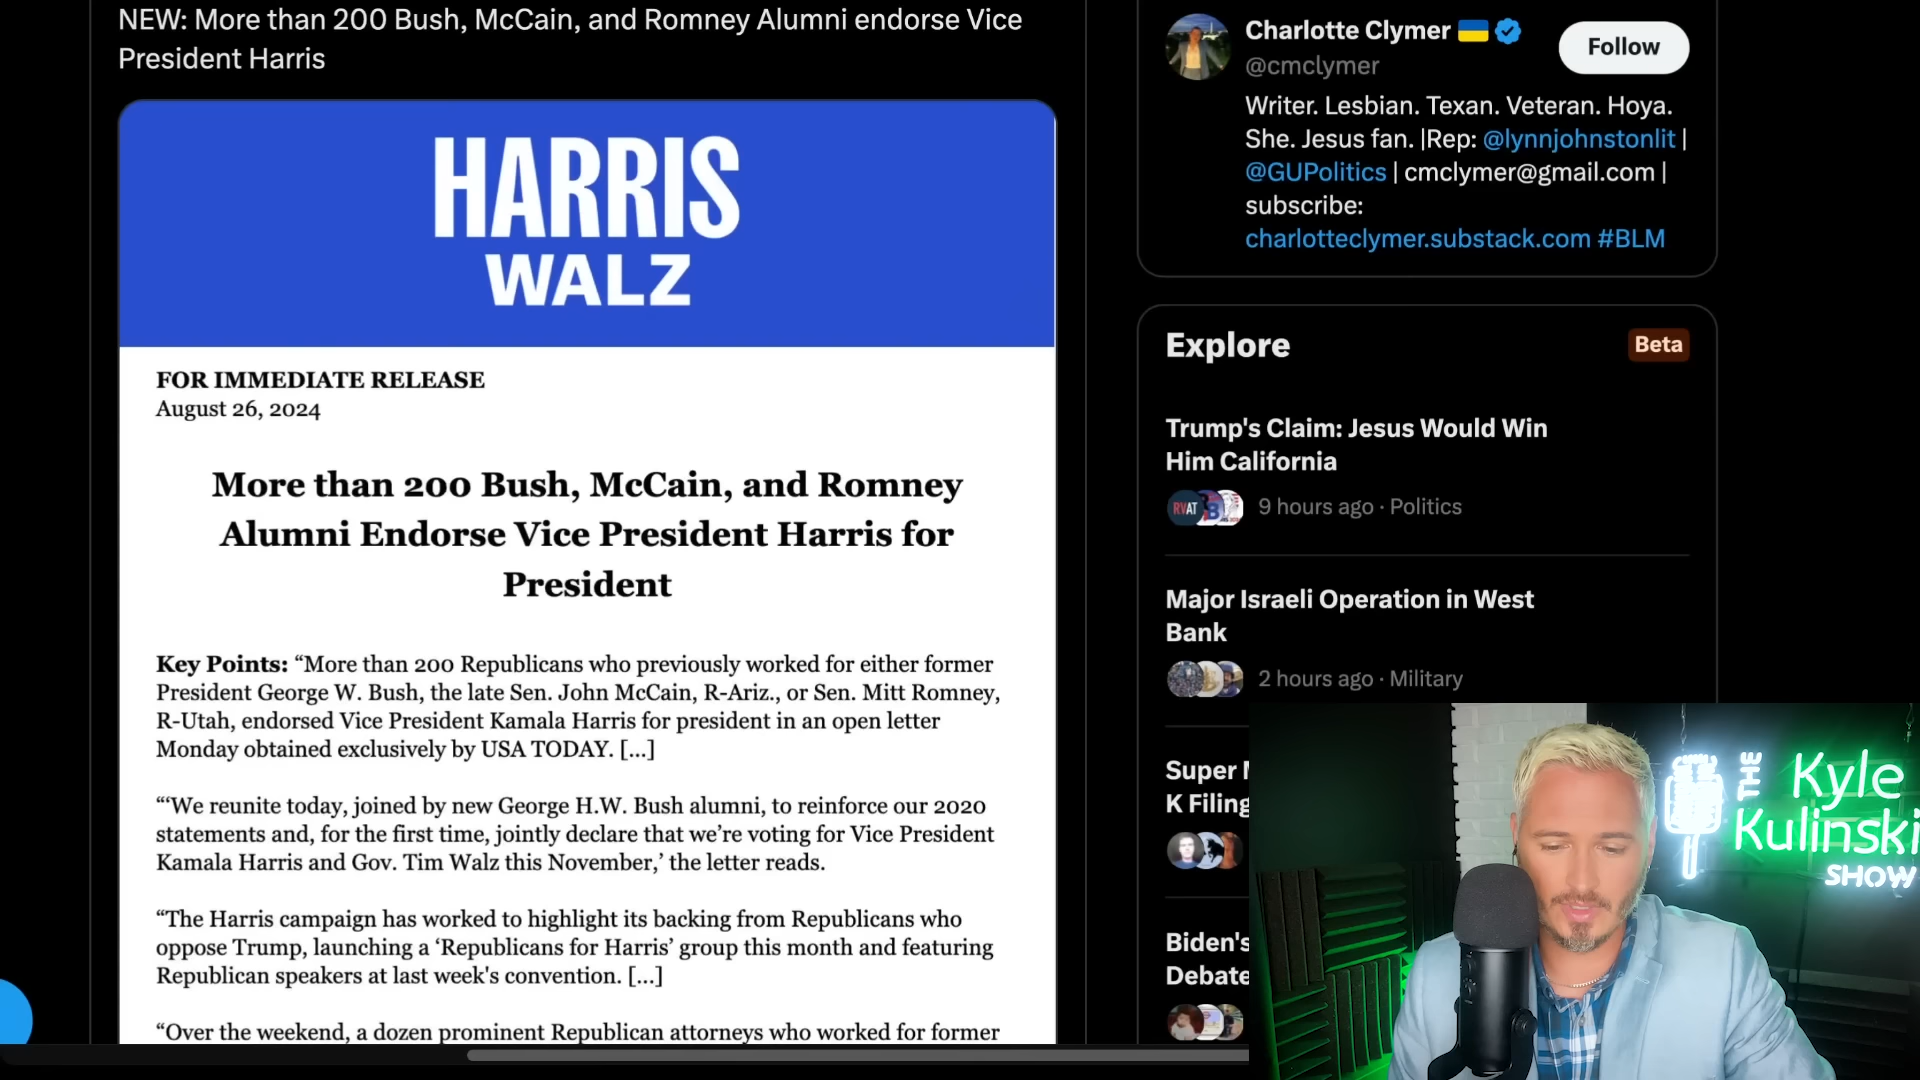 NEW: More than 200 Bush, McCain, and Romney Alumni endorse Vice
President Harris
HARRIS
WALZ
FOR IMMEDIATE RELEASE
August 26, 2024
More than 200 Bush, McCain, and Romney
Alumni Endorse Vice President Harris for
President
Key Points: “More than 200 Republicans who previously worked for either former
President George W. Bush, the late Sen. John McCain, R-Ariz., or Sen. Mitt Romney,
R-Utah, endorsed Vice President Kamala Harris for president in an open letter
Monday obtained exclusively by USA TODAY. [...]
“‘We reunite today, joined by new George H.W. Bush alumni, to reinforce our 2020
statements and, for the first time, jointly declare that we’re voting for Vice President
Kamala Harris and Gov. Tim Walz this November,’ the letter reads.
“The Harris campaign has worked to highlight its backing from Republicans who
oppose Trump, launching a ‘Republicans for Harris’ group this month and featuring
Republican speakers at last week's convention. [...]
“Over the weekend, a dozen prominent Republican attorneys who worked for former
Charlotte Clymer
@cmclymer
Follow
Writer. Lesbian. Texan. Veteran. Hoya.
She. Jesus fan. |Rep: @lynnjohnstonlit |
@GUPolitics | cmclymer@gmail.com |
subscribe:
charlotteclymer.substack.com #BLM
Explore
Beta
Trump's Claim: Jesus Would Win
Him California
RVAT
9 hours ago · Politics
Major Israeli Operation in West
Bank
2 hours ago · Military
Super
K Filing
Biden's
Debate
THE
Kyle
Kulinski
SHOW